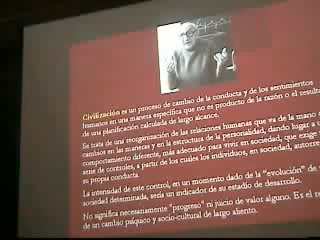 Civilización es un proceso de cambio de la conducta y de los sentimientos
humanos en una manera específica que no es producto de la razón o el resultado
de una planificación calculada de largo alcance.
Se trata de una reorganización de las relaciones humanas que va de la mano
cambios en las maneras y en la estructura de la personalidad, dando lugar a u
comportamiento diferente, más adecuado para vivir en sociedad, que exige
serie de controles, a partir de los cuales los individuos, en sociedad, autorre
su propia conducta.
La intensidad de este control, en un momento dado de la "evolución" de
sociedad determinada, sería un indicador de su estadio de desarrollo.
No significa necesariamente "progreso" ni juicio de valor alguno. Es el re
de un cambio psíquico y socio-cultural de largo aliento.